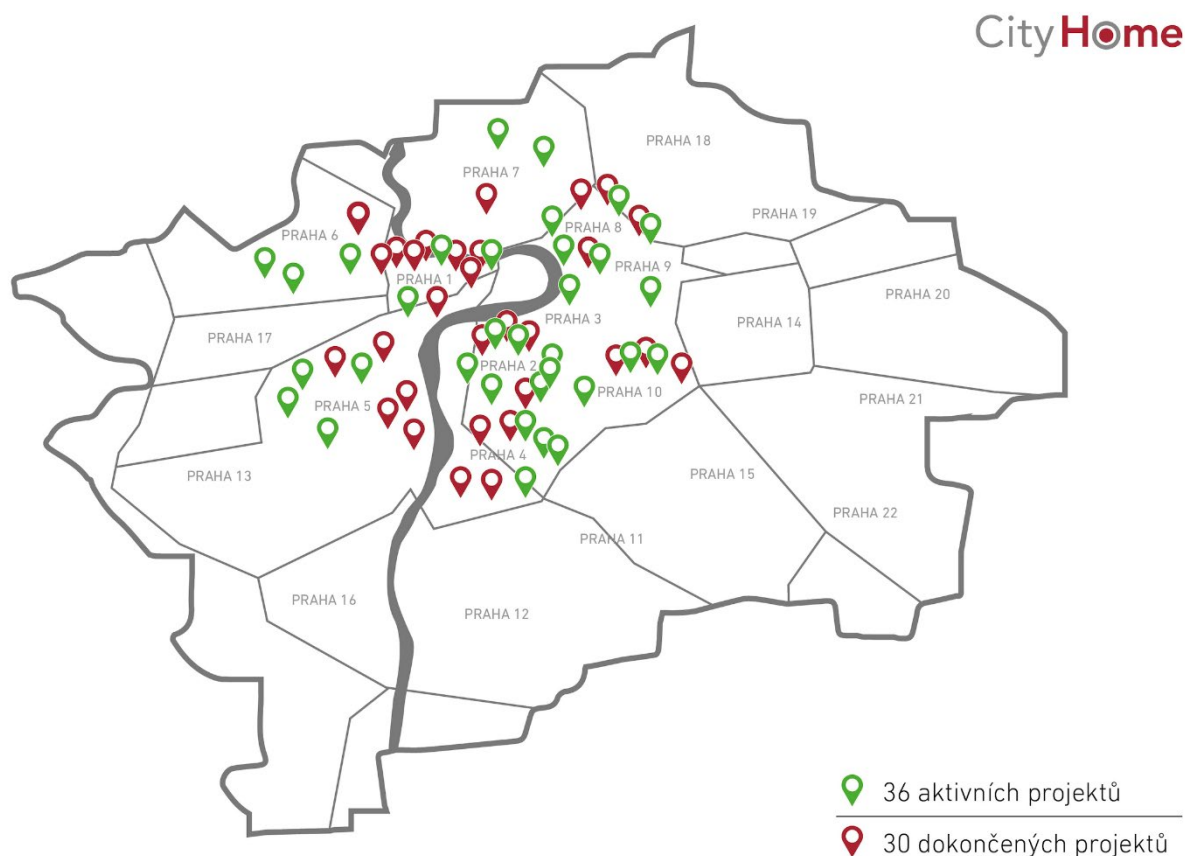 City Home
PRAHA 18
PRAHA 7
PRAHA 19
PRAHA 8
PRAHA 6
PRAHA 9
PRAHA 1
PRAHA 20
PRAHA 3
PRAHA 14
PRAHA 17
PRAHA 2
PRAHA 10
PRAHA 21
PRAHA 5
PRAHA 4
PRAHA 13
PRAHA 15
PRAHA 22
PRAHA 11
PRAHA 16
PRAHA 12
36 aktivních projektů
30 dokončených projektů